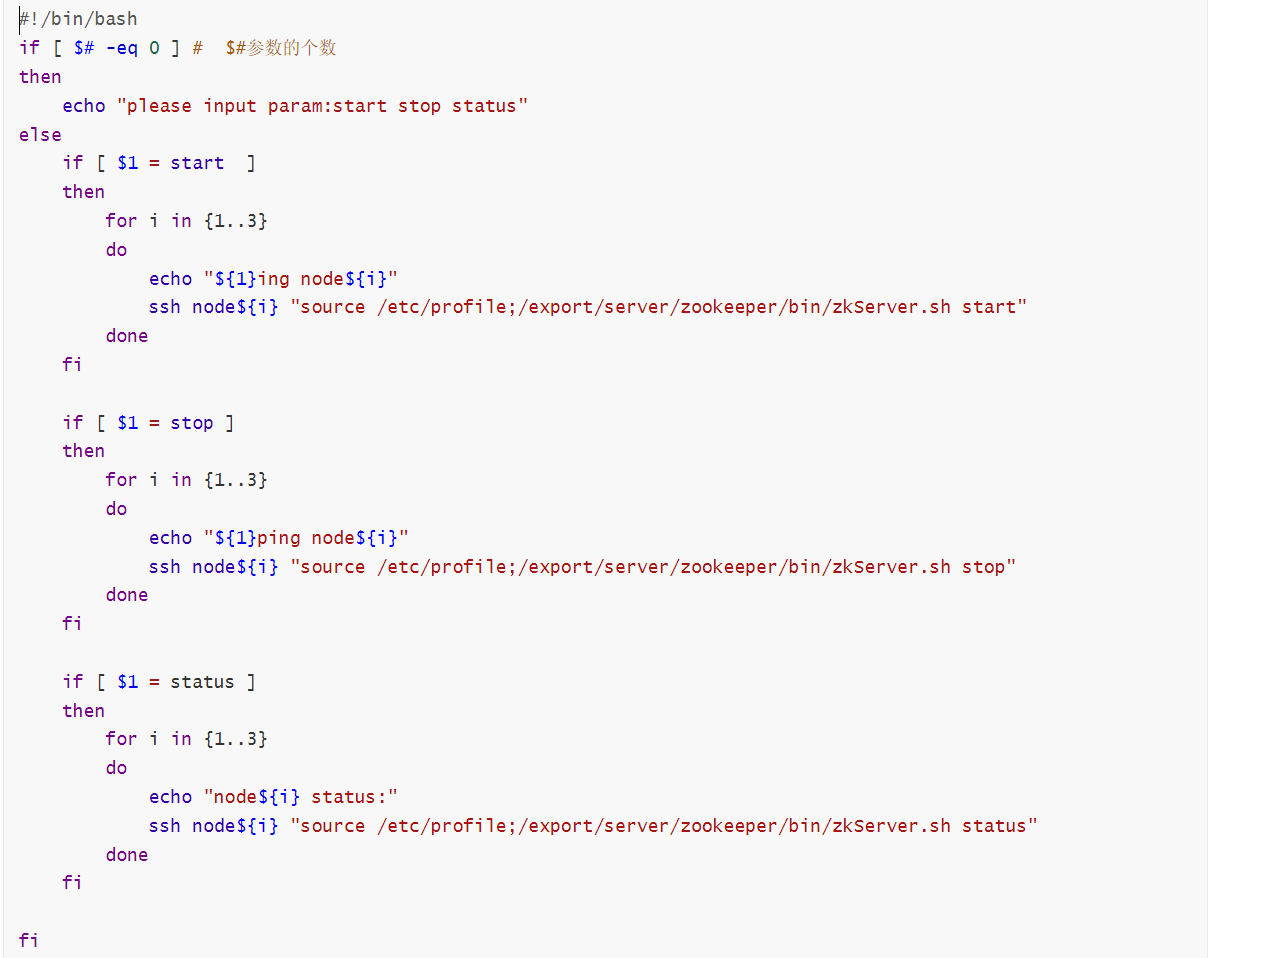 #!/bin/bash
if [ $# -eq 0 ] #  $#参数的个数
then
    echo "please input param:start stop status"
else
    if [ $1 = start  ]
    then
        for i in {1..3}
        do
            echo "${1}ing node${i}"
            ssh node${i} "source /etc/profile;/export/server/zookeeper/bin/zkServer.sh start"
        done
    fi

    if [ $1 = stop ]
    then
        for i in {1..3}
        do
            echo "${1}ping node${i}"
            ssh node${i} "source /etc/profile;/export/server/zookeeper/bin/zkServer.sh stop"
        done
    fi

    if [ $1 = status ]
    then
        for i in {1..3}
        do
            echo "node${i} status:"
            ssh node${i} "source /etc/profile;/export/server/zookeeper/bin/zkServer.sh status"
        done
    fi

fi